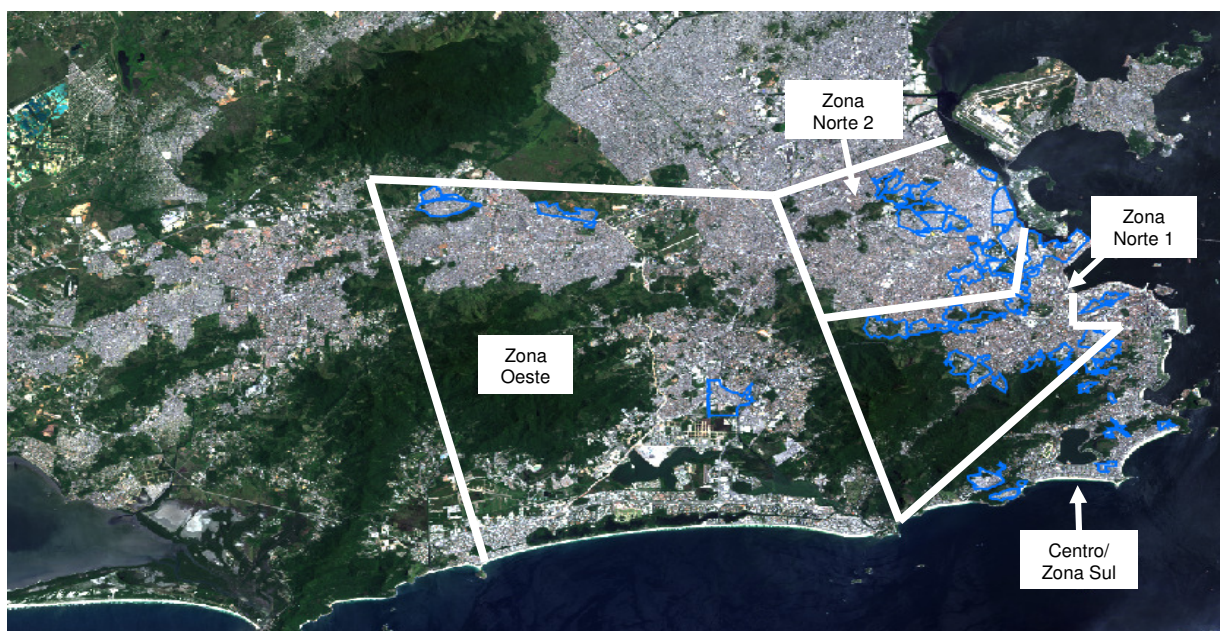 Zona
Norte 2
Zona
Norte 1
Zona
Oeste
Centro/
Zona Sul